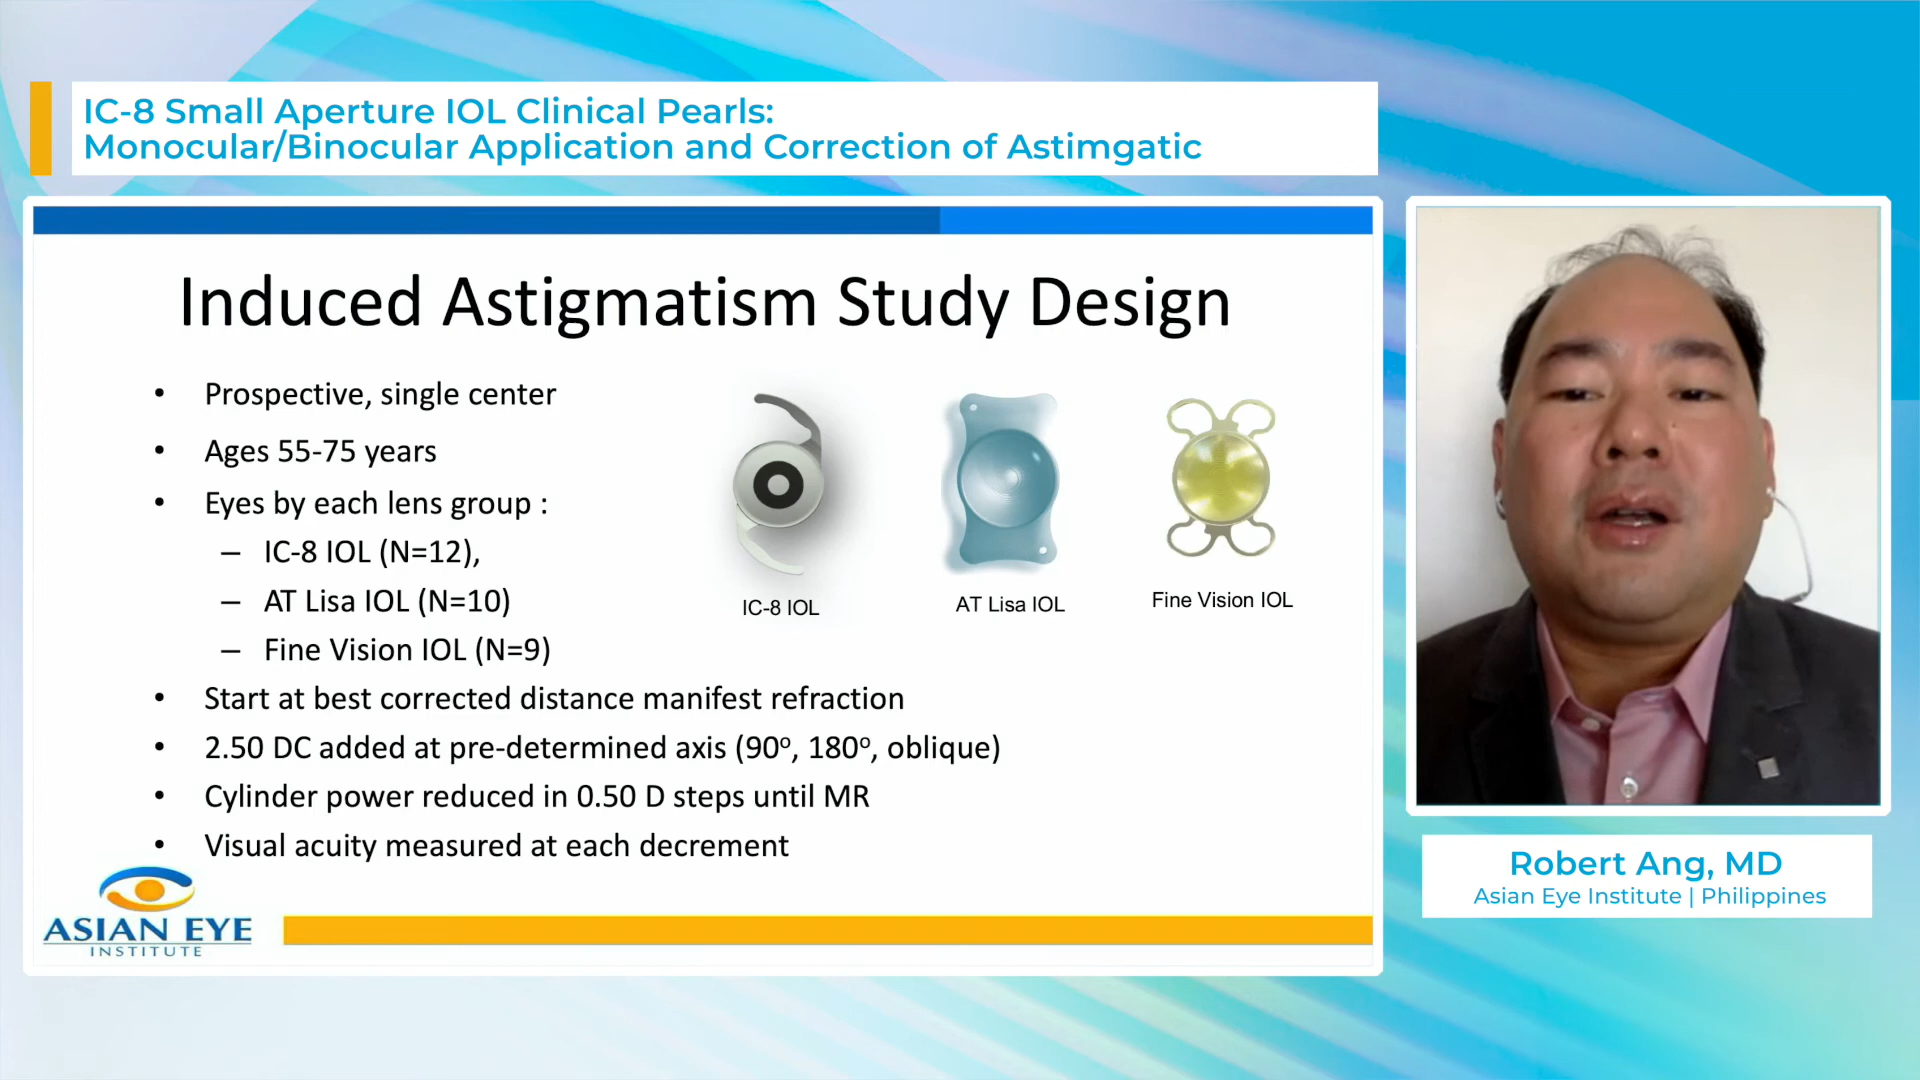 IC-8 Small Aperture IOL Clinical Pearls:
Monocular/Binocular Application and Correction of Astimgatic
Induced Astigmatism Study Design
• Prospective, single center
• Ages 55-75 years
• Eyes by each lens group :
– IC-8 IOL (N=12),
– AT Lisa IOL (N=10)
– Fine Vision IOL (N=9)
• Start at best corrected distance manifest refraction
• 2.50 DC added at pre-determined axis (90º, 180º, oblique)
• Cylinder power reduced in 0.50 D steps until MR
• Visual acuity measured at each decrement
IC-8 IOL
AT Lisa IOL
Fine Vision IOL
ASIAN EYE
INSTITUTE
Robert Ang, MD
Asian Eye Institute | Philippines